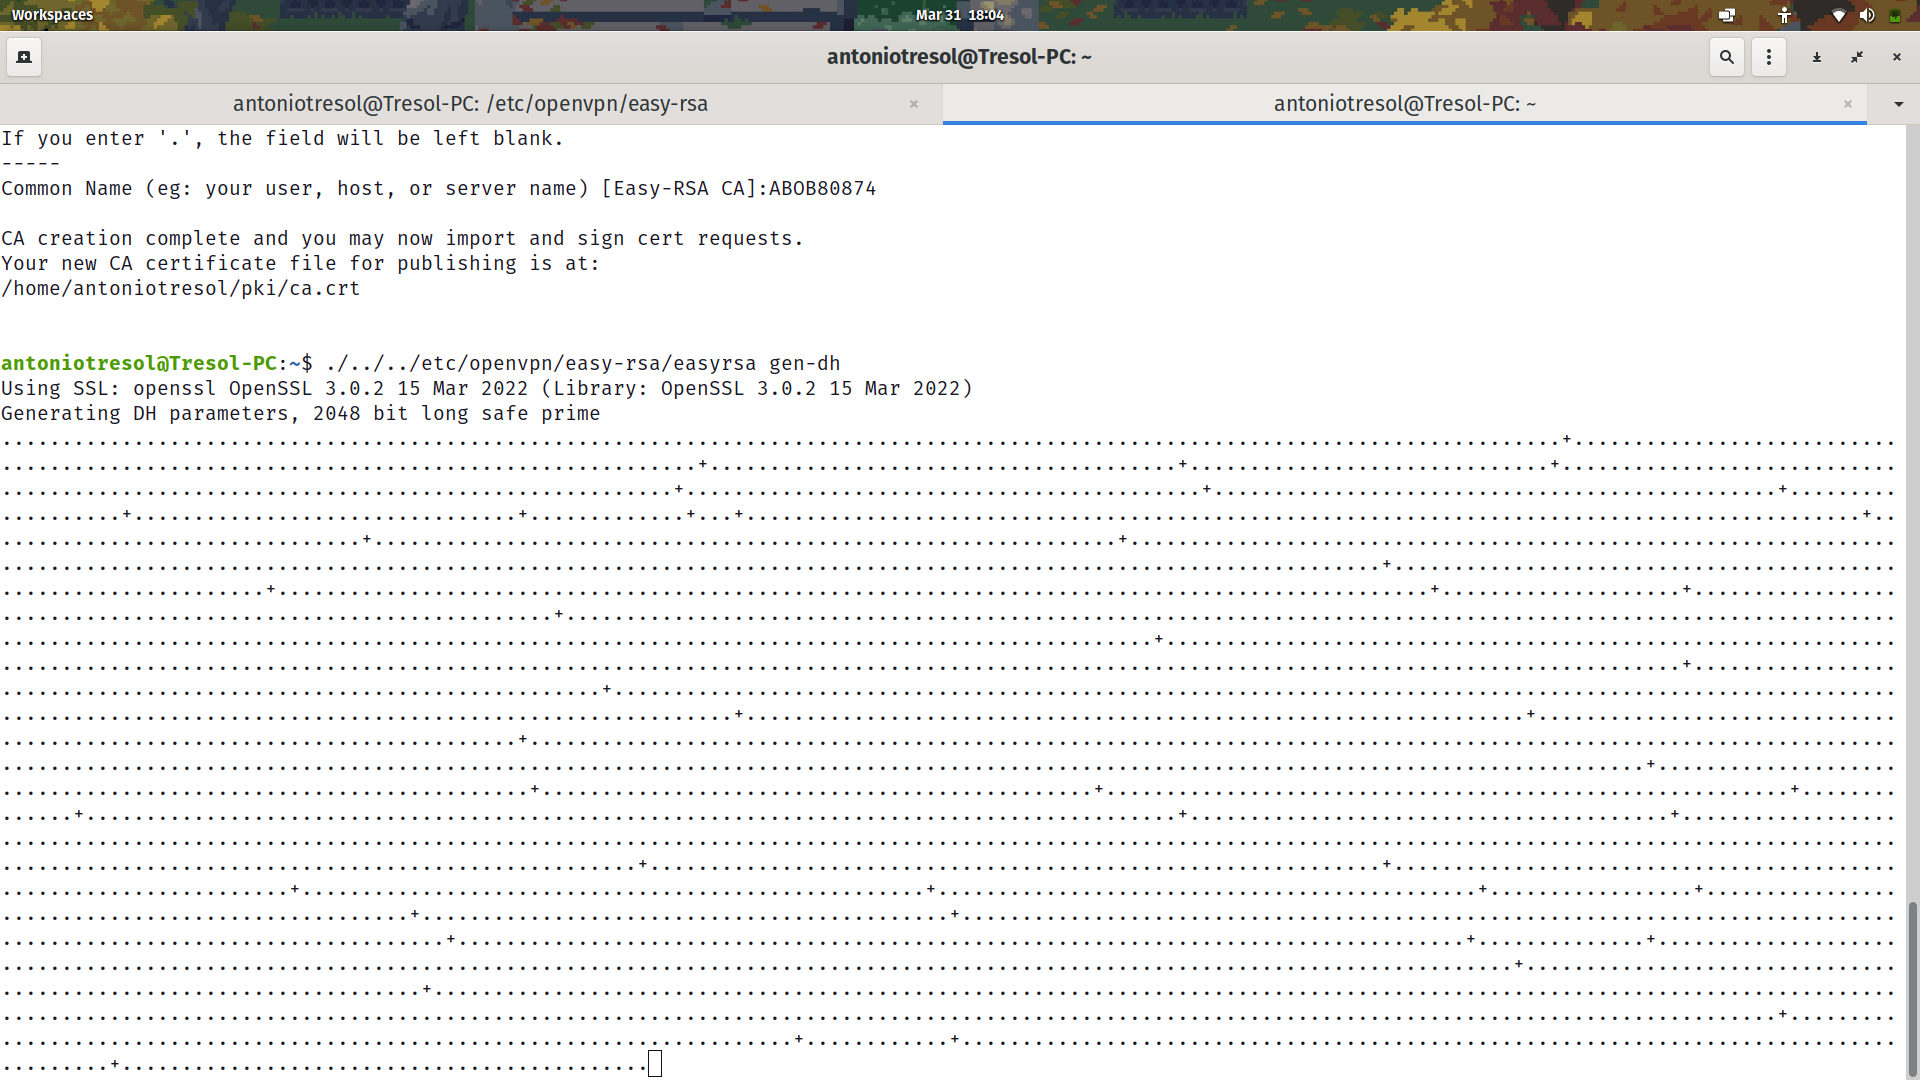 Workspaces
Mar 31 18:04
antoniotresol@Tresol-PC: ~
antoniotresol@Tresol-PC: /etc/openvpn/easy-rsa
antoniotresol@Tresol-PC: ~
If you enter '.', the field will be left blank.
-----
Common Name (eg: your user, host, or server name) [Easy-RSA CA]:ABOB80874
CA creation complete and you may now import and sign cert requests.
Your new CA certificate file for publishing is at:
/home/antoniotresol/pki/ca.crt
antoniotresol@Tresol-PC:~$ ./../../etc/openvpn/easy-rsa/easyrsa gen-dh
Using SSL: openssl OpenSSL 3.0.2 15 Mar 2022 (Library: OpenSSL 3.0.2 15 Mar 2022)
Generating DH parameters, 2048 bit long safe prime